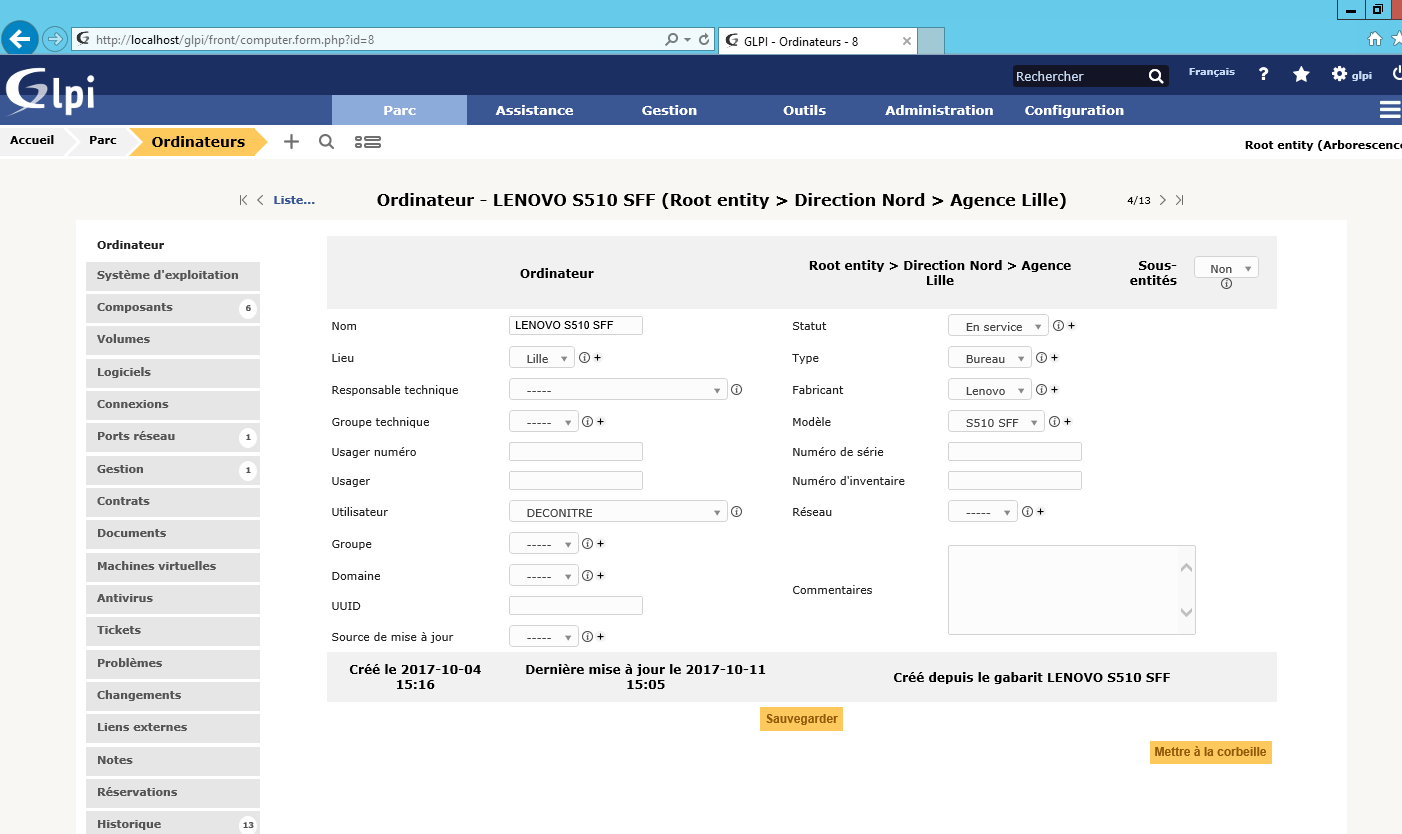 http://localhost/glpi/front/computer.form.php?id=8
GLPI - Ordinateurs - 8
Glpi
Rechercher
Français
?
glpi
Parc Assistance Gestion Outils Administration Configuration
Accueil Parc Ordinateurs
Root entity (Arborescence
Liste...
Ordinateur - LENOVO S510 SFF (Root entity > Direction Nord > Agence Lille)
4/13
Ordinateur
Système d'exploitation
Composants 6
Volumes
Logiciels
Connexions
Ports réseau 1
Gestion 1
Contrats
Documents
Machines virtuelles
Antivirus
Tickets
Problèmes
Changements
Liens externes
Notes
Réservations
Historique 13
Ordinateur
Root entity > Direction Nord > Agence
Lille
Sous-
entités
Non
Nom LENOVO S510 SFF
Statut En service
Lieu Lille
Type Bureau
Responsable technique -----
Fabricant Lenovo
Groupe technique -----
Modèle S510 SFF
Usager numéro
Numéro de série
Usager
Numéro d'inventaire
Utilisateur DECONITRE
Réseau -----
Groupe -----
Domaine -----
Commentaires
UUID
Source de mise à jour -----
Créé le 2017-10-04
15:16
Dernière mise à jour le 2017-10-11
15:05
Créé depuis le gabarit LENOVO S510 SFF
Sauvegarder
Mettre à la corbeille